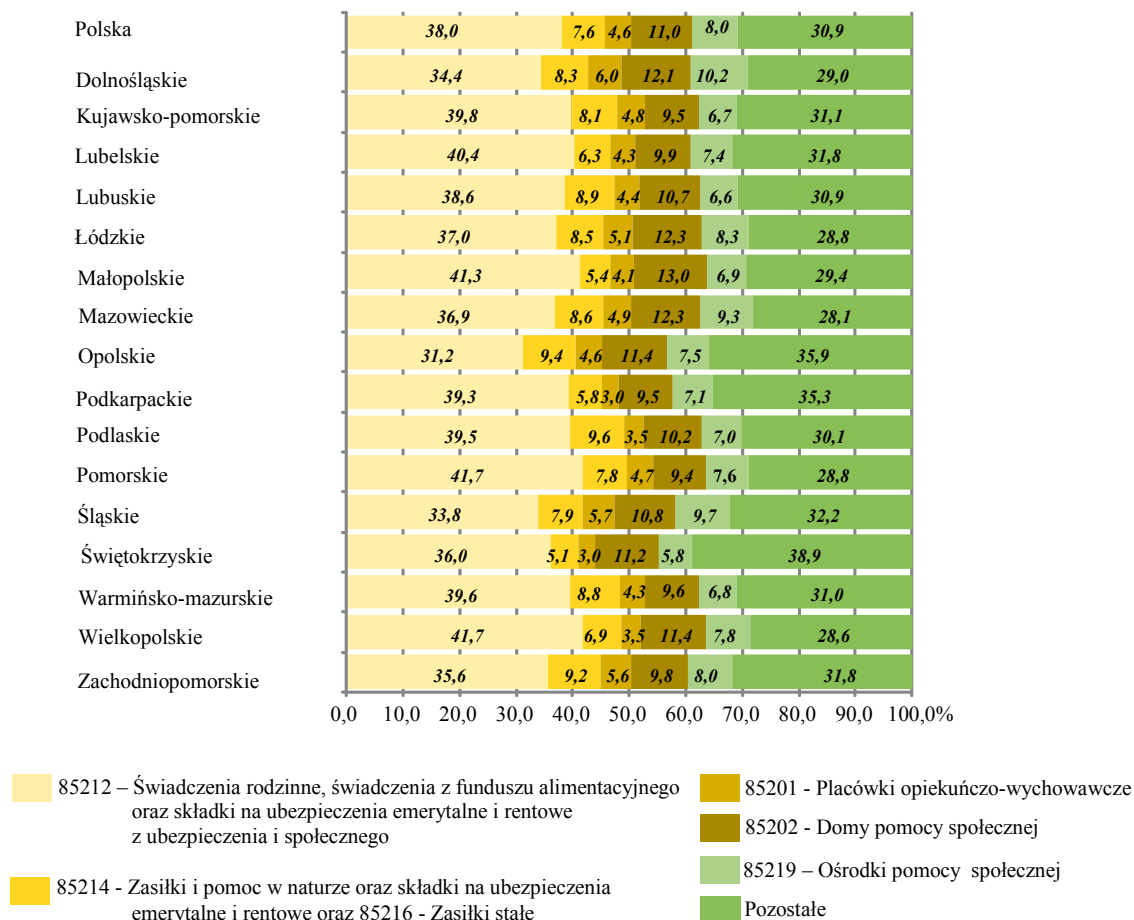 Polska 38,0 7,6 4,6 11,0 8,0 30,9
Dolnośląskie 34,4 8,3 6,0 12,1 10,2 29,0
Kujawsko-pomorskie 39,8 8,1 4,8 9,5 6,7 31,1
Lubelskie 40,4 6,3 4,3 9,9 7,4 31,8
Lubuskie 38,6 8,9 4,4 10,7 6,6 30,9
Łódzkie 37,0 8,5 5,1 12,3 8,3 28,8
Małopolskie 41,3 5,4 4,1 13,0 6,9 29,4
Mazowieckie 36,9 8,6 4,9 12,3 9,3 28,1
Opolskie 31,2 9,4 4,6 11,4 7,5 35,9
Podkarpackie 39,3 5,8 3,0 9,5 7,1 35,3
Podlaskie 39,5 9,6 3,5 10,2 7,0 30,1
Pomorskie 41,7 7,8 4,7 9,4 7,6 28,8
Śląskie 33,8 7,9 5,7 10,8 9,7 32,2
Świętokrzyskie 36,0 5,1 3,0 11,2 5,8 38,9
Warmińsko-mazurskie 39,6 8,8 4,3 9,6 6,8 31,0
Wielkopolskie 41,7 6,9 3,5 11,4 7,8 28,6
Zachodniopomorskie 35,6 9,2 5,6 9,8 8,0 31,8
0,0 10,0 20,0 30,0 40,0 50,0 60,0 70,0 80,0 90,0 100,0%
85212 – Świadczenia rodzinne, świadczenia z funduszu alimentacyjnego
oraz składki na ubezpieczenia emerytalne i rentowe
z ubezpieczenia i społecznego
85214 - Zasiłki i pomoc w naturze oraz składki na ubezpieczenia
emerytalne i rentowe oraz 85216 - Zasiłki stałe
85201 - Placówki opiekuńczo-wychowawcze
85202 - Domy pomocy społecznej
85219 – Ośrodki pomocy społecznej
Pozostałe